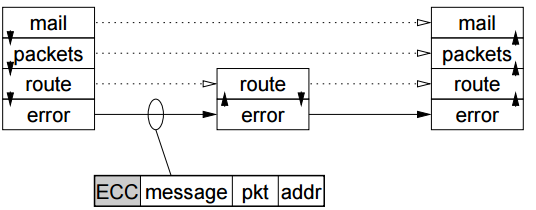 mail mail
packets packets
route route route
error error error
ECC message pkt addr